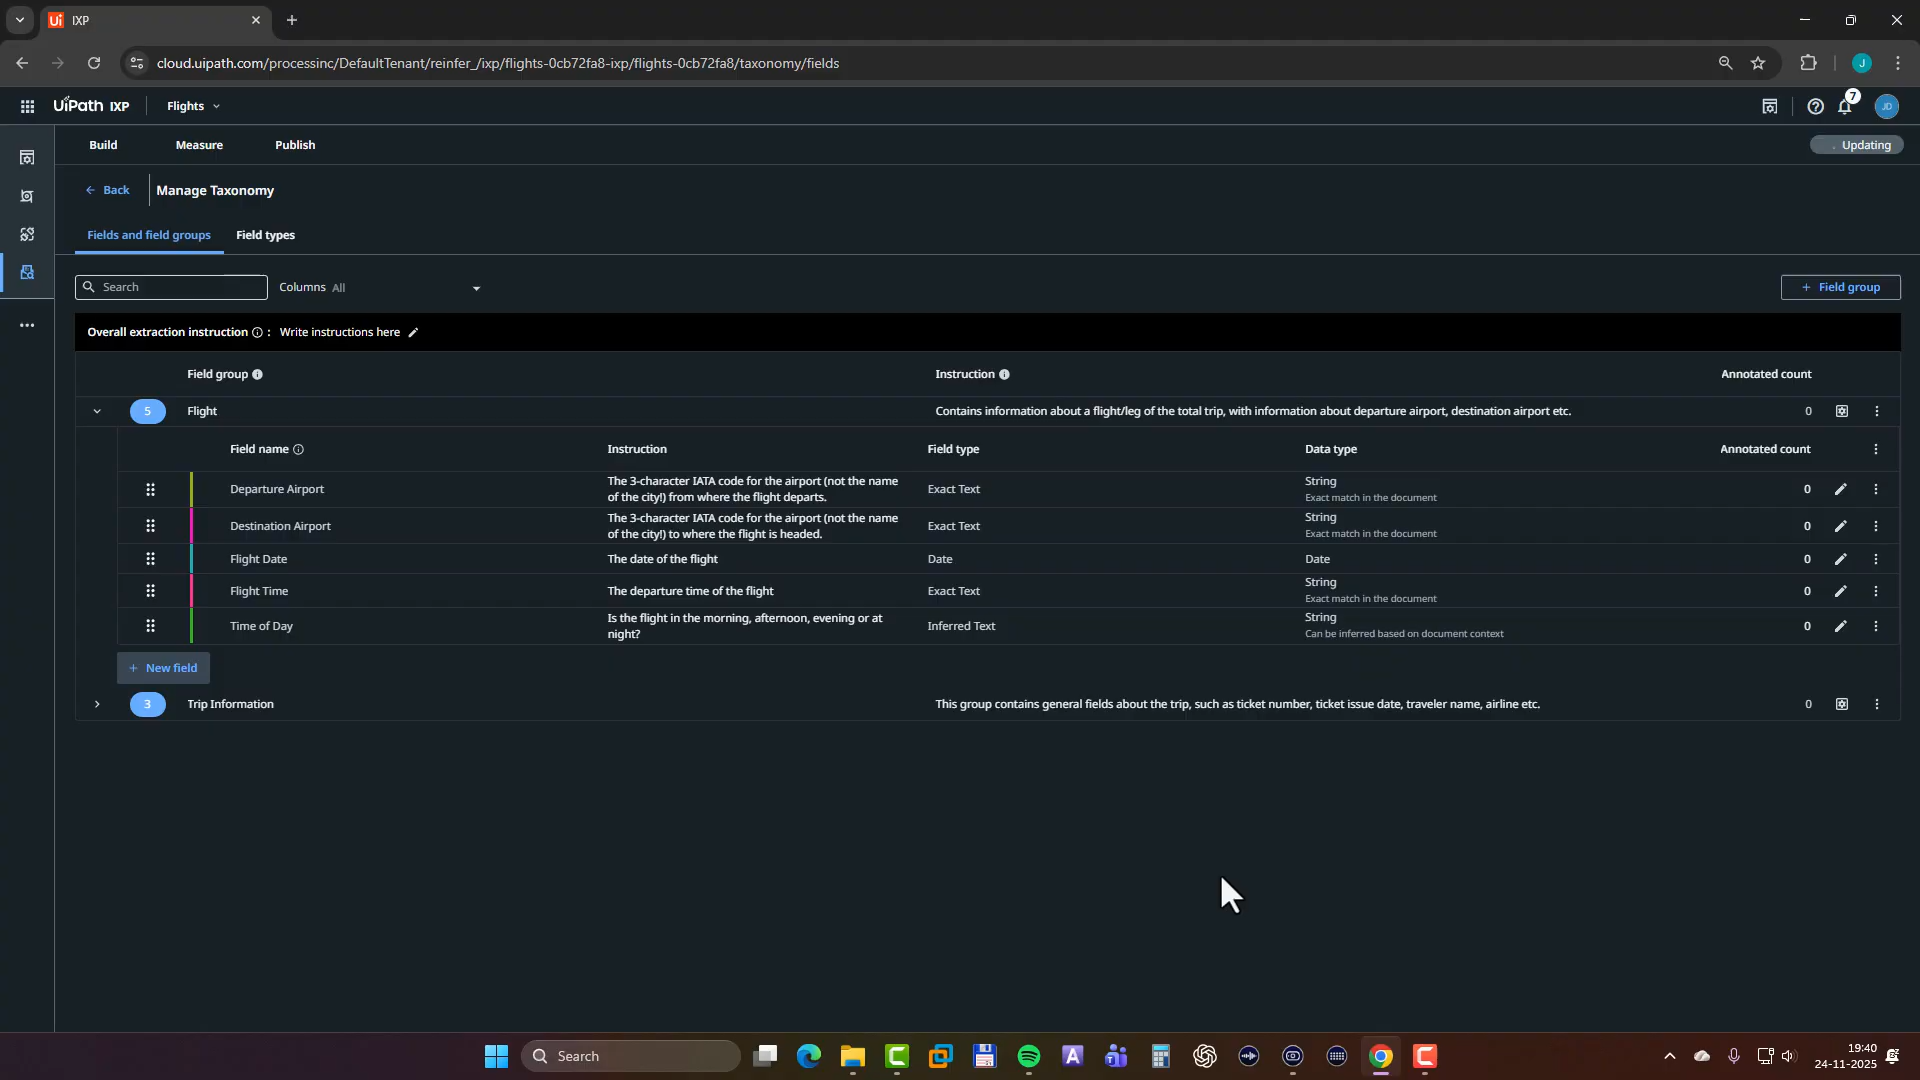 IXP
cloud.uipath.com/processinc/DefaultTenant/reinfer_/ixp/flights-0cb72fa8-ixp/flights-0cb72fa8/taxonomy/fields
J
UiPath IXP
Flights
7
JD
Build
Measure
Publish
Updating
Back
Manage Taxonomy
Fields and field groups
Field types
Search
Columns All
+ Field group
Overall extraction instruction : Write instructions here
Field group
Instruction
Annotated count
5
Flight
Contains information about a flight/leg of the total trip, with information about departure airport, destination airport etc.
0
Field name
Instruction
Field type
Data type
Annotated count
Departure Airport
The 3-character IATA code for the airport (not the name
of the city!) from where the flight departs.
Exact Text
String
Exact match in the document
0
Destination Airport
The 3-character IATA code for the airport (not the name
of the city!) to where the flight is headed.
Exact Text
String
Exact match in the document
0
Flight Date
The date of the flight
Date
Date
0
Flight Time
The departure time of the flight
Exact Text
String
Exact match in the document
0
Time of Day
Is the flight in the morning, afternoon, evening or at
night?
Inferred Text
String
Can be inferred based on document context
0
+ New field
3
Trip Information
This group contains general fields about the trip, such as ticket number, ticket issue date, traveler name, airline etc.
0
Search
19:40
24-11-2025